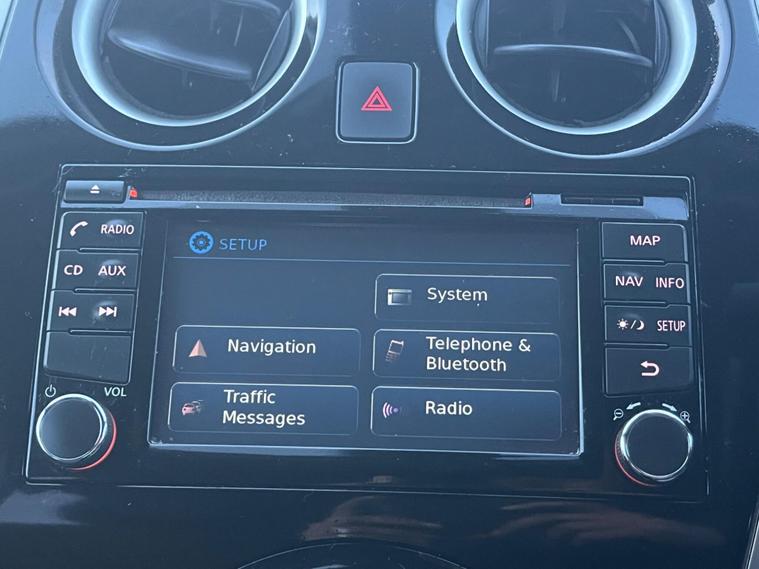 RADIO
CD AUX
VOL
SETUP
System
Navigation
Telephone &
Bluetooth
Traffic
Messages
Radio
MAP
NAV INFO
SETUP